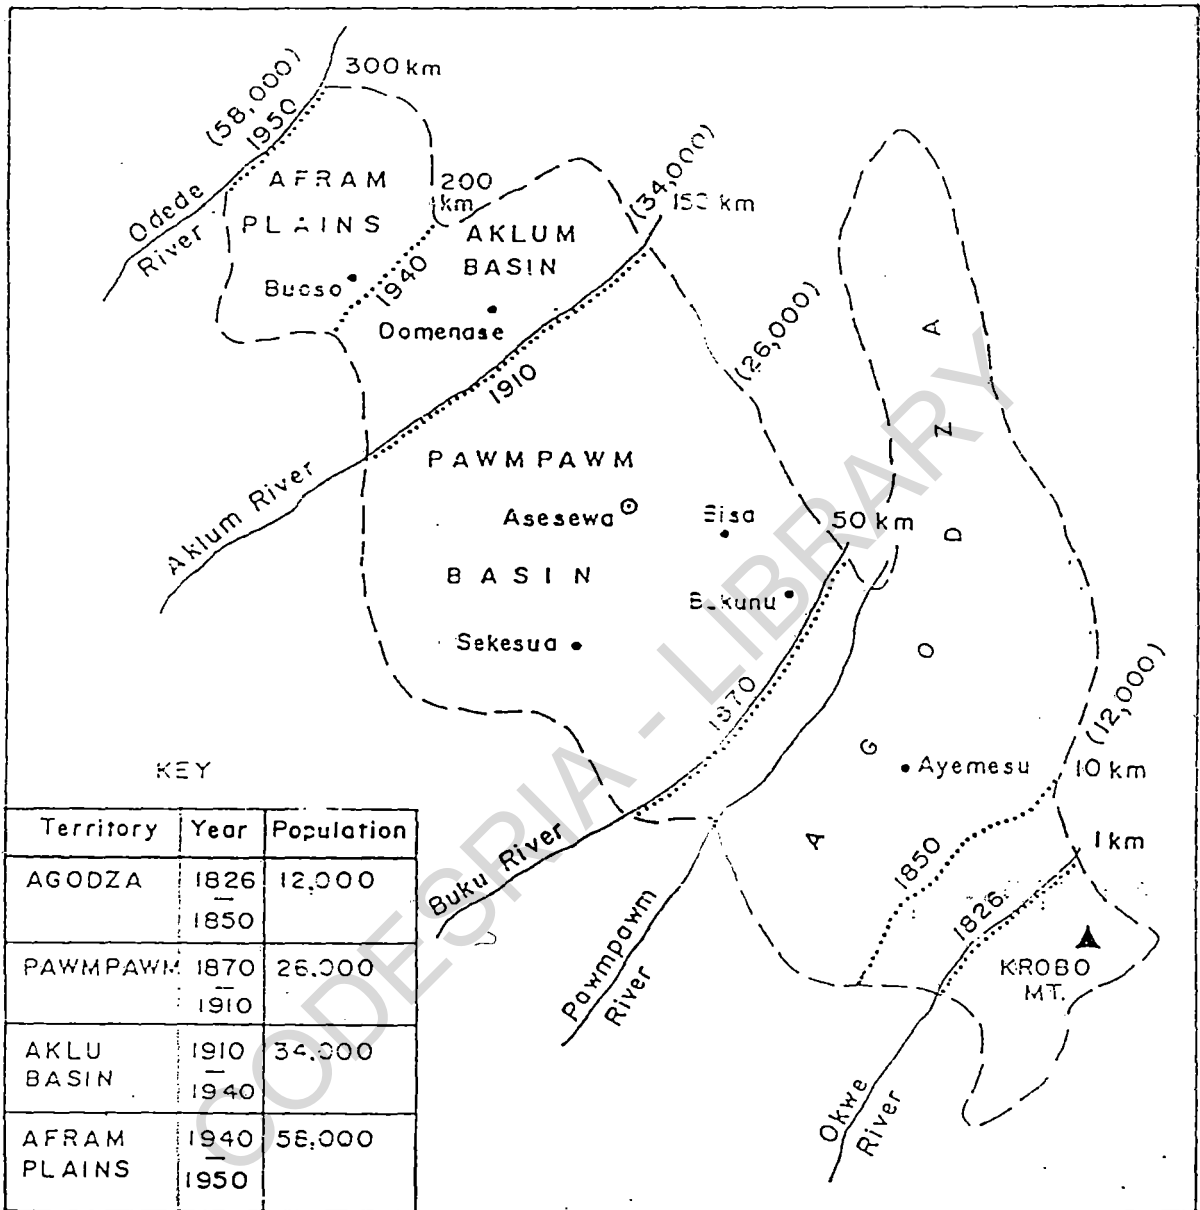 300 km
(58,000)
1950
AFRAM
PLAINS
200
km
(34,000)
Odede
River
AKLUM
BASIN
1940
Domenase
1910
(26,000)
Aklum River
PAWMPAWM
BASIN
Asesewa
50 km
Sekesua
1870
AGODZA
(12,000)
Ayemesu
10 km
1 km
1850
1826
KROBO
MT.
Buku River
Pawmpawm
River
Okwe
River
KEY
Territory Year Population
AGODZA 1826 – 1850 12,000
PAWMPAWM 1870 – 1910 26,000
AKLU BASIN 1910 – 1940 34,000
AFRAM PLAINS 1940 – 1950 58,000
CODESRIA - LIBRARY